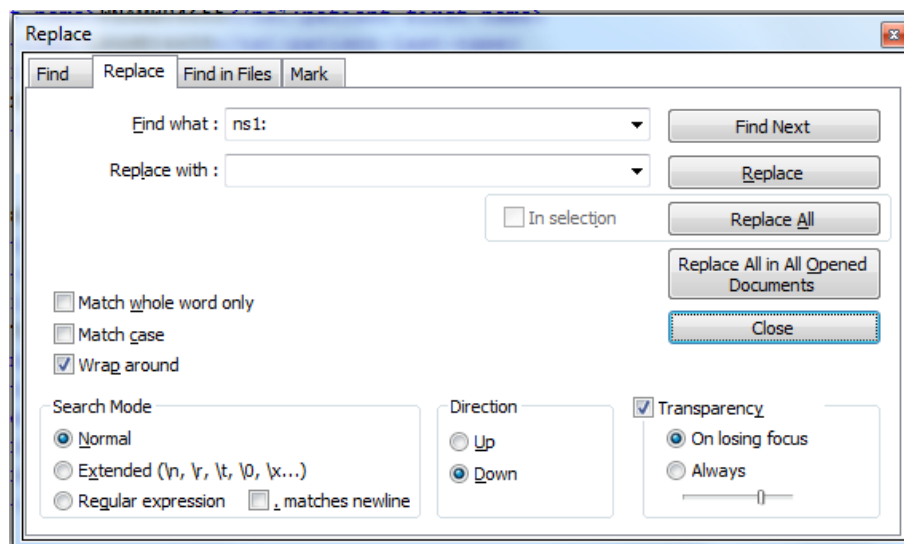 Replace
x
Find Replace Find in Files Mark
Find what : ns1: Find Next
Replace with : Replace
In selection Replace All
Replace All in All Opened
Documents
Match whole word only
Match case Close
Wrap around
Search Mode Direction Transparency
Normal Up On losing focus
Extended (\n, \r, \t, \0, \x...) Down Always
Regular expression . matches newline